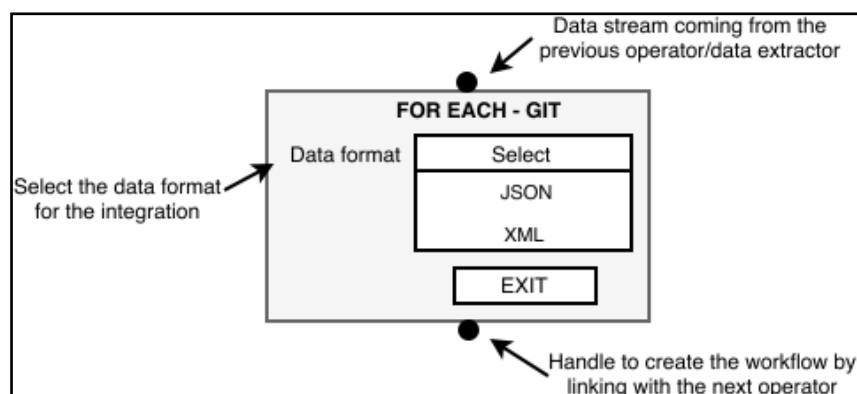 Data stream coming from the
previous operator/data extractor
FOR EACH - GIT
Data format
Select
JSON
XML
EXIT
Select the data format
for the integration
Handle to create the workflow by
linking with the next operator